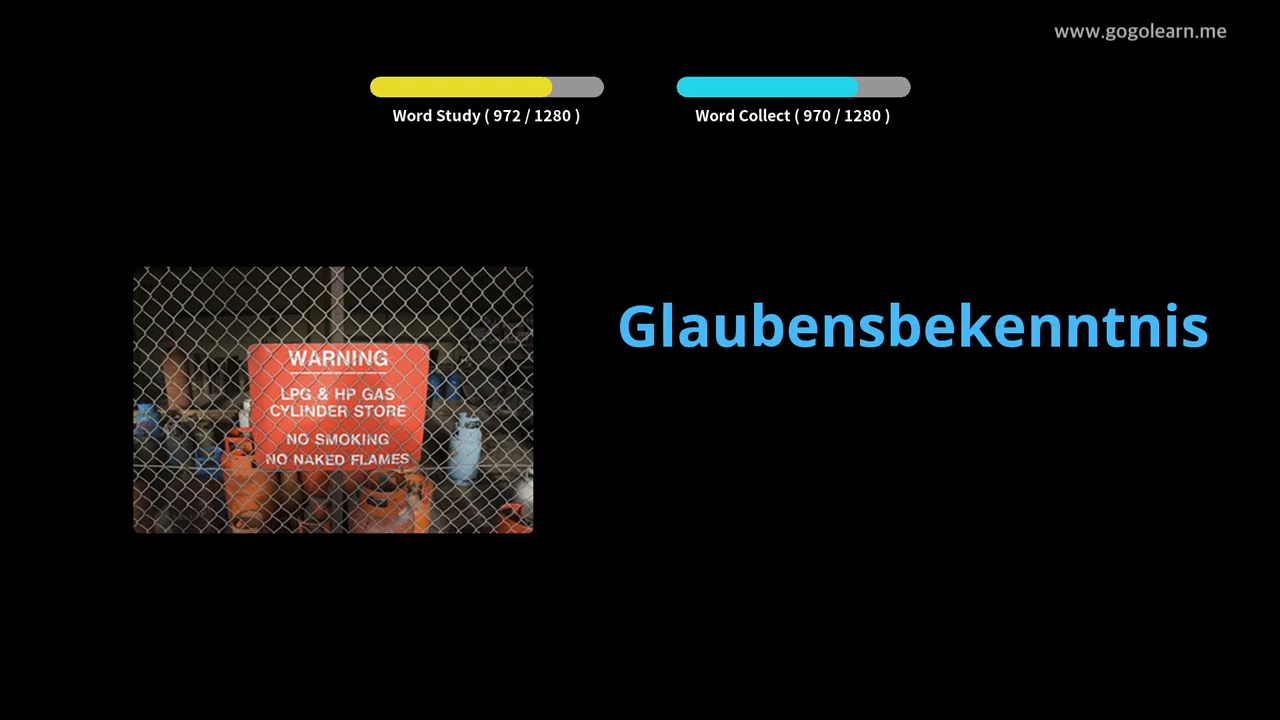 www.gogolearn.me
Word Study ( 972 / 1280 )
Word Collect ( 970 / 1280 )
Glaubensbekenntnis
WARNING
LPG & HP GAS
CYLINDER STORE
NO SMOKING
NO NAKED FLAMES